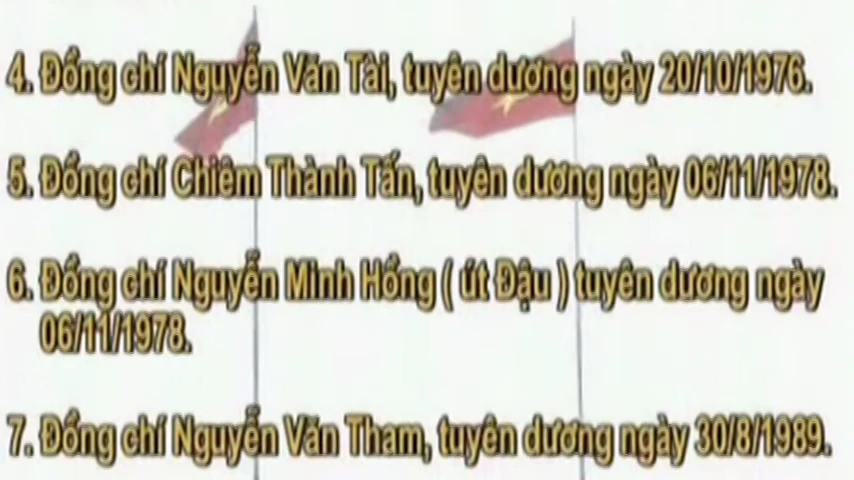 4. Đồng chí Nguyễn Văn Tài, tuyên dương ngày 20/10/1976.
5. Đồng chí Chiêm Thành Tấn, tuyên dương ngày 06/11/1978.
6. Đồng chí Nguyễn Minh Hồng ( út Đậu ) tuyên dương ngày
06/11/1978.
7. Đồng chí Nguyễn Văn Tham, tuyên dương ngày 30/8/1989.